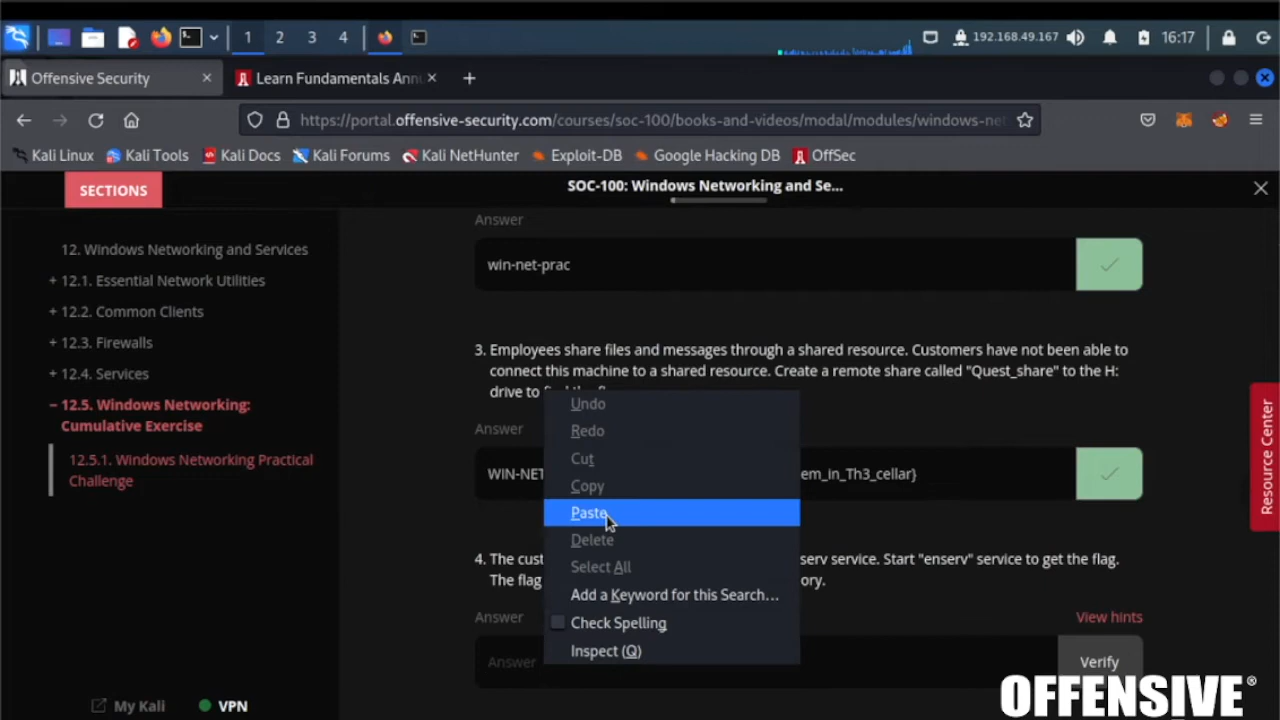 1 2 3 4 192.168.49.167 16:17
Offensive Security × Learn Fundamentals Ann × +
https://portal.offensive-security.com/courses/soc-100/books-and-videos/modal/modules/windows-net
Kali Linux Kali Tools Kali Docs Kali Forums Kali NetHunter Exploit-DB Google Hacking DB OffSec
SECTIONS SOC-100: Windows Networking and Se...
Answer
12. Windows Networking and Services
win-net-prac
+ 12.1. Essential Network Utilities
+ 12.2. Common Clients
+ 12.3. Firewalls
+ 12.4. Services
3. Employees share files and messages through a shared resource. Customers have not been able to
connect this machine to a shared resource. Create a remote share called "Quest_share" to the H:
drive to
− 12.5. Windows Networking:
Cumulative Exercise
12.5.1. Windows Networking Practical
Challenge
Answer
WIN-NET em_in_Th3_cellar}
Undo
Redo
Cut
Copy
Paste
Delete
Select All
Add a Keyword for this Search...
Check Spelling
Inspect (Q)
4. The cust serv service. Start "enserv" service to get the flag.
The flag ory.
Answer View hints
Answer Verify
Resource Center
My Kali VPN
OFFENSIVE®